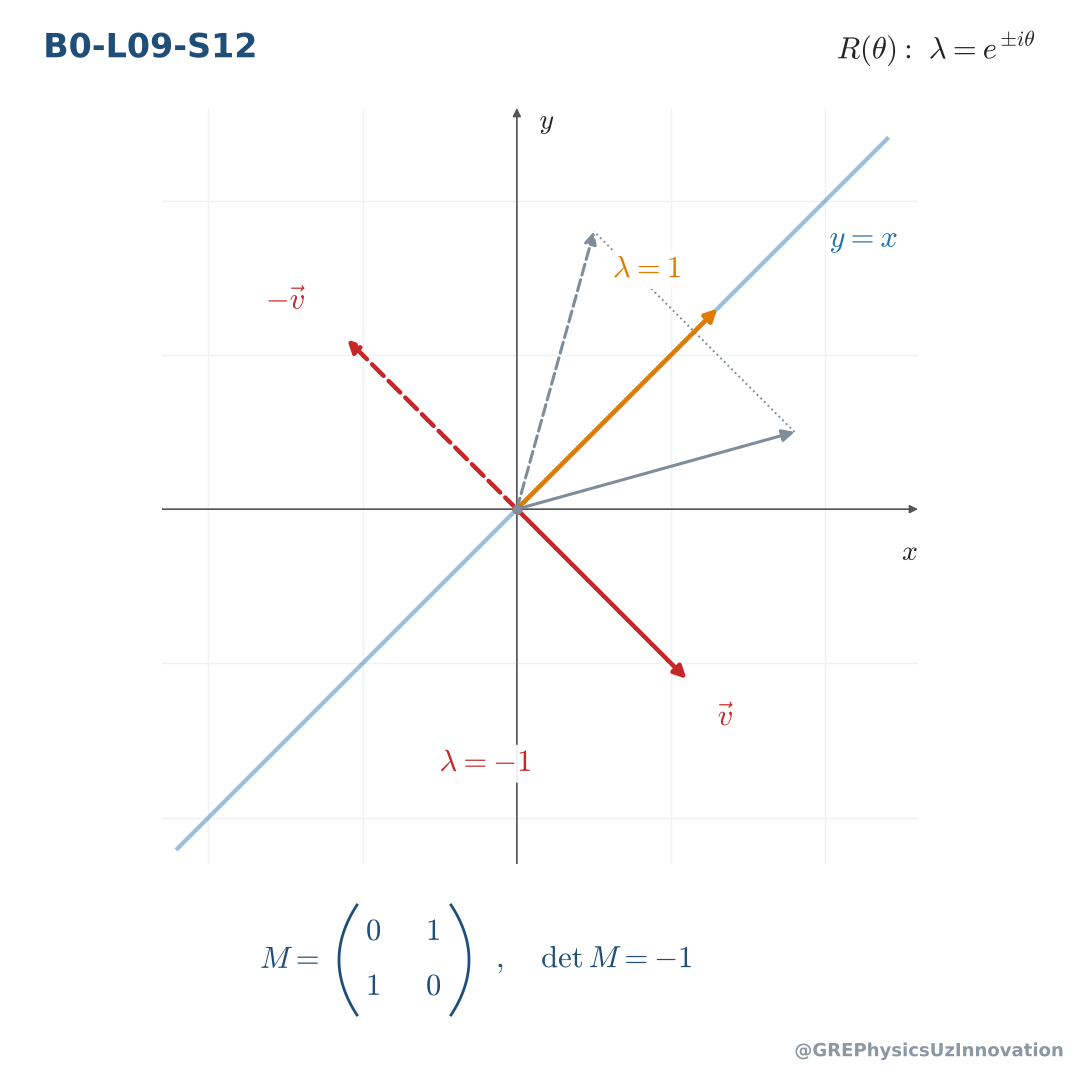 B0-L09-S12
R(θ): λ = e^{±iθ}
y
y = x
λ = 1
−v⃗
x
v⃗
λ = −1
M = (0 1
1 0) , det M = −1
@GREPhysicsUzInnovation